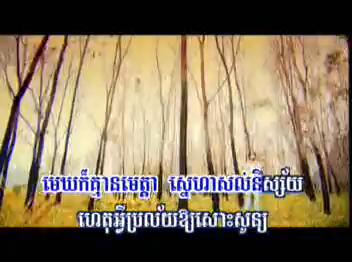 មេឃក៏គ្មានមេត្តា ស្នេហាសល់និស្ស័យ
ហេតុអ្វីប្រល័យឱ្យសោះសូន្យ